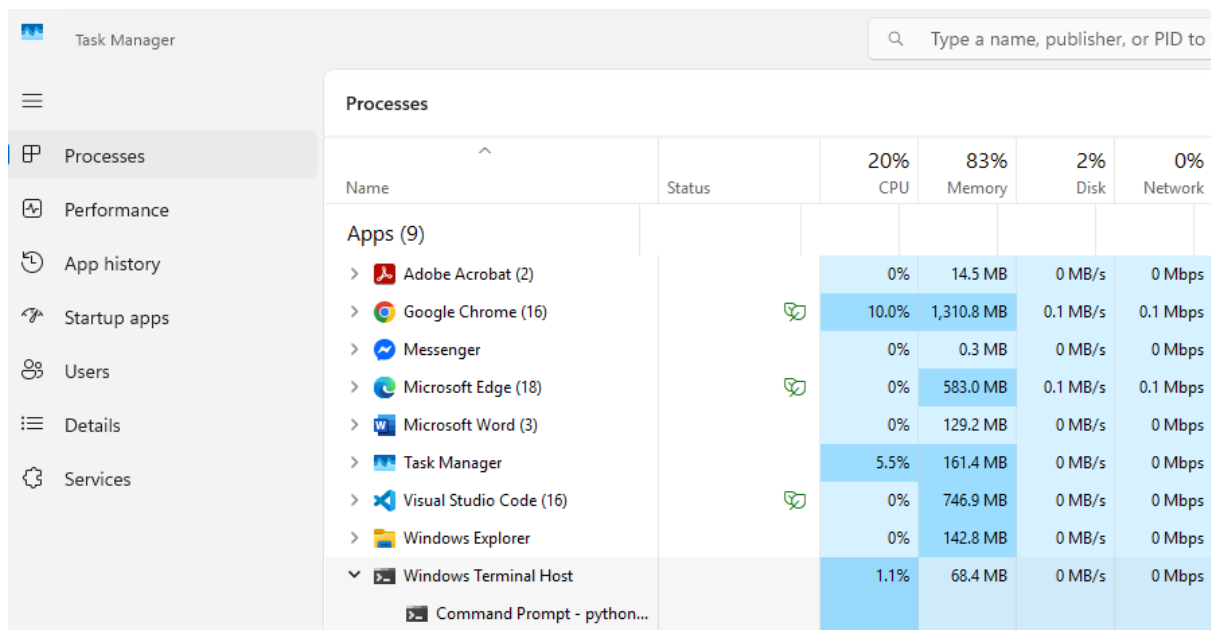 Task Manager
Type a name, publisher, or PID to
Processes
Processes
Performance
App history
Startup apps
Users
Details
Services
Name Status 20% CPU 83% Memory 2% Disk 0% Network
Apps (9)
Adobe Acrobat (2) 0% 14.5 MB 0 MB/s 0 Mbps
Google Chrome (16) 10.0% 1,310.8 MB 0.1 MB/s 0.1 Mbps
Messenger 0% 0.3 MB 0 MB/s 0 Mbps
Microsoft Edge (18) 0% 583.0 MB 0.1 MB/s 0.1 Mbps
Microsoft Word (3) 0% 129.2 MB 0 MB/s 0 Mbps
Task Manager 5.5% 161.4 MB 0 MB/s 0 Mbps
Visual Studio Code (16) 0% 746.9 MB 0 MB/s 0 Mbps
Windows Explorer 0% 142.8 MB 0 MB/s 0 Mbps
Windows Terminal Host 1.1% 68.4 MB 0 MB/s 0 Mbps
Command Prompt - python...